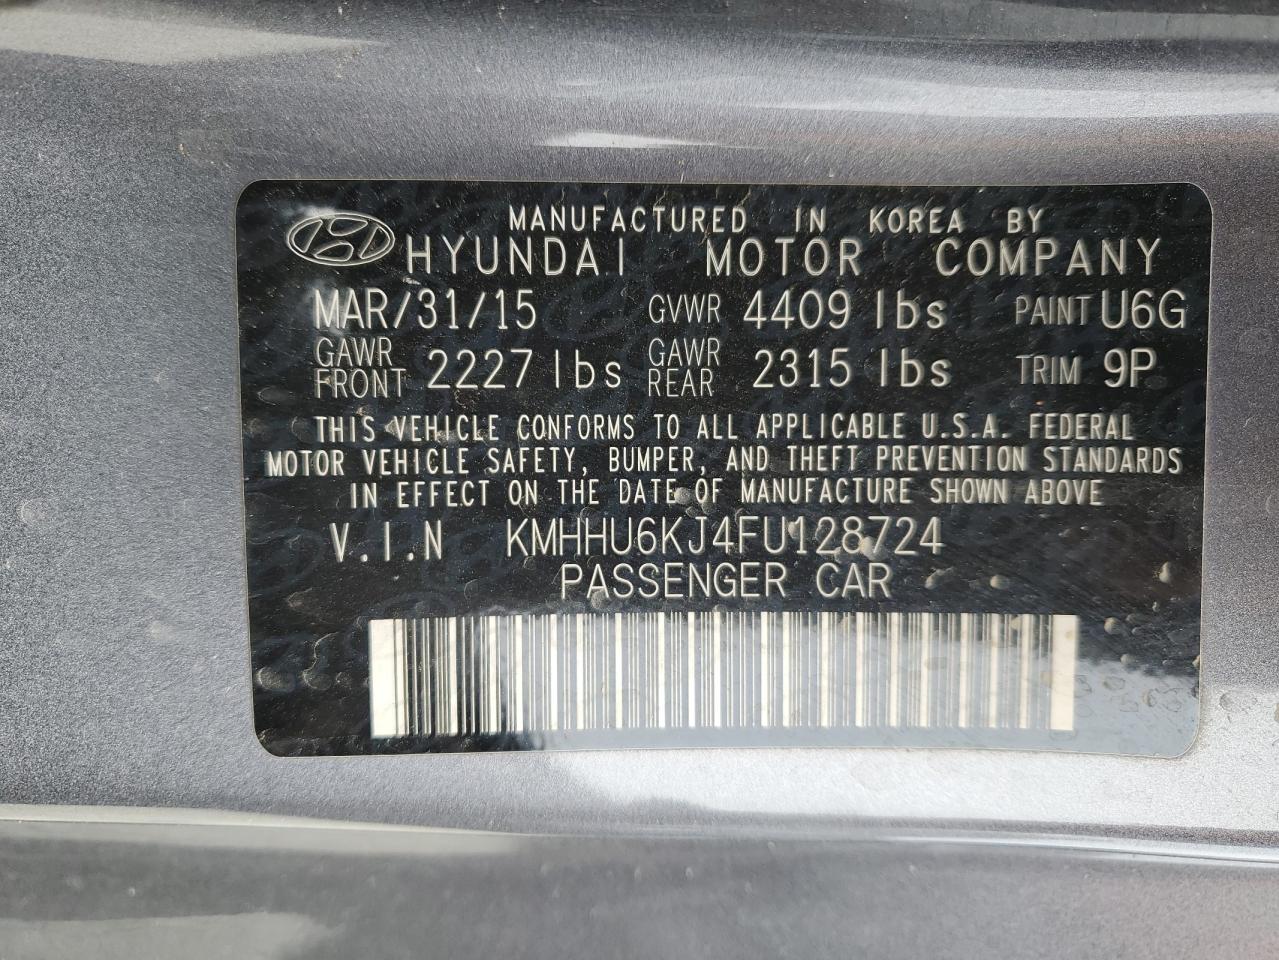 MANUFACTURED IN KOREA BY
HYUNDAI MOTOR COMPANY
MAR/31/15 GVWR 4409 lbs PAINT U6G
GAWR FRONT 2227 lbs GAWR REAR 2315 lbs TRIM 9P
THIS VEHICLE CONFORMS TO ALL APPLICABLE U.S.A. FEDERAL
MOTOR VEHICLE SAFETY, BUMPER, AND THEFT PREVENTION STANDARDS
IN EFFECT ON THE DATE OF MANUFACTURE SHOWN ABOVE
V.I.N KMHHU6KJ4FU128724
PASSENGER CAR